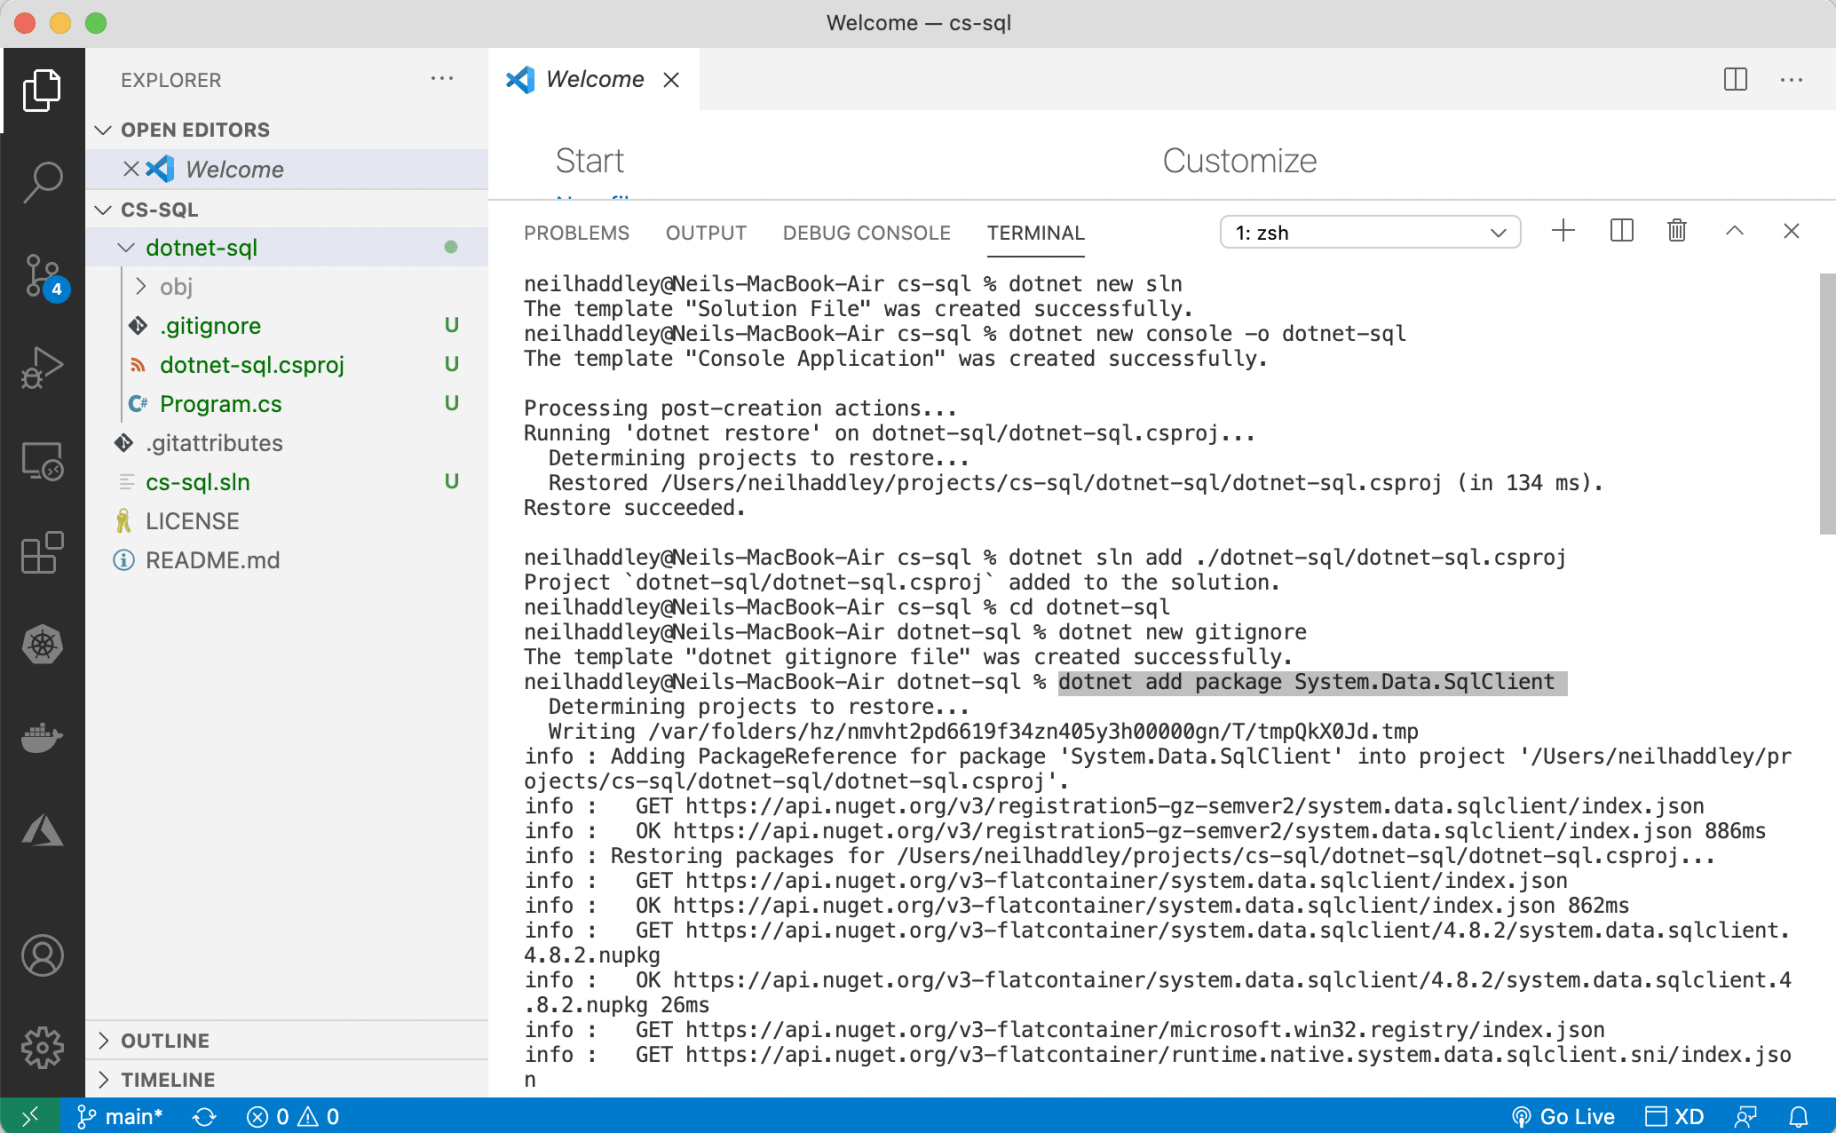 Welcome — cs-sql
EXPLORER
OPEN EDITORS
Welcome
CS-SQL
dotnet-sql
obj
.gitignore U
dotnet-sql.csproj U
Program.cs U
.gitattributes
cs-sql.sln U
LICENSE
README.md
OUTLINE
TIMELINE
4
Welcome
Start
Customize
PROBLEMS OUTPUT DEBUG CONSOLE TERMINAL 1: zsh
neilhaddley@Neils-MacBook-Air cs-sql % dotnet new sln
The template "Solution File" was created successfully.
neilhaddley@Neils-MacBook-Air cs-sql % dotnet new console -o dotnet-sql
The template "Console Application" was created successfully.
Processing post-creation actions...
Running 'dotnet restore' on dotnet-sql/dotnet-sql.csproj...
Determining projects to restore...
Restored /Users/neilhaddley/projects/cs-sql/dotnet-sql/dotnet-sql.csproj (in 134 ms).
Restore succeeded.
neilhaddley@Neils-MacBook-Air cs-sql % dotnet sln add ./dotnet-sql/dotnet-sql.csproj
Project `dotnet-sql/dotnet-sql.csproj` added to the solution.
neilhaddley@Neils-MacBook-Air cs-sql % cd dotnet-sql
neilhaddley@Neils-MacBook-Air dotnet-sql % dotnet new gitignore
The template "dotnet gitignore file" was created successfully.
neilhaddley@Neils-MacBook-Air dotnet-sql % dotnet add package System.Data.SqlClient
Determining projects to restore...
Writing /var/folders/hz/nmvht2pd6619f34zn405y3h00000gn/T/tmpQkX0Jd.tmp
info : Adding PackageReference for package 'System.Data.SqlClient' into project '/Users/neilhaddley/pr
ojects/cs-sql/dotnet-sql/dotnet-sql.csproj'.
info :   GET https://api.nuget.org/v3/registration5-gz-semver2/system.data.sqlclient/index.json
info :   OK https://api.nuget.org/v3/registration5-gz-semver2/system.data.sqlclient/index.json 886ms
info : Restoring packages for /Users/neilhaddley/projects/cs-sql/dotnet-sql/dotnet-sql.csproj...
info :   GET https://api.nuget.org/v3-flatcontainer/system.data.sqlclient/index.json
info :   OK https://api.nuget.org/v3-flatcontainer/system.data.sqlclient/index.json 862ms
info :   GET https://api.nuget.org/v3-flatcontainer/system.data.sqlclient/4.8.2/system.data.sqlclient.
4.8.2.nupkg
info :   OK https://api.nuget.org/v3-flatcontainer/system.data.sqlclient/4.8.2/system.data.sqlclient.4
.8.2.nupkg 26ms
info :   GET https://api.nuget.org/v3-flatcontainer/microsoft.win32.registry/index.json
info :   GET https://api.nuget.org/v3-flatcontainer/runtime.native.system.data.sqlclient.sni/index.jso
n
main* 0 0 Go Live XD